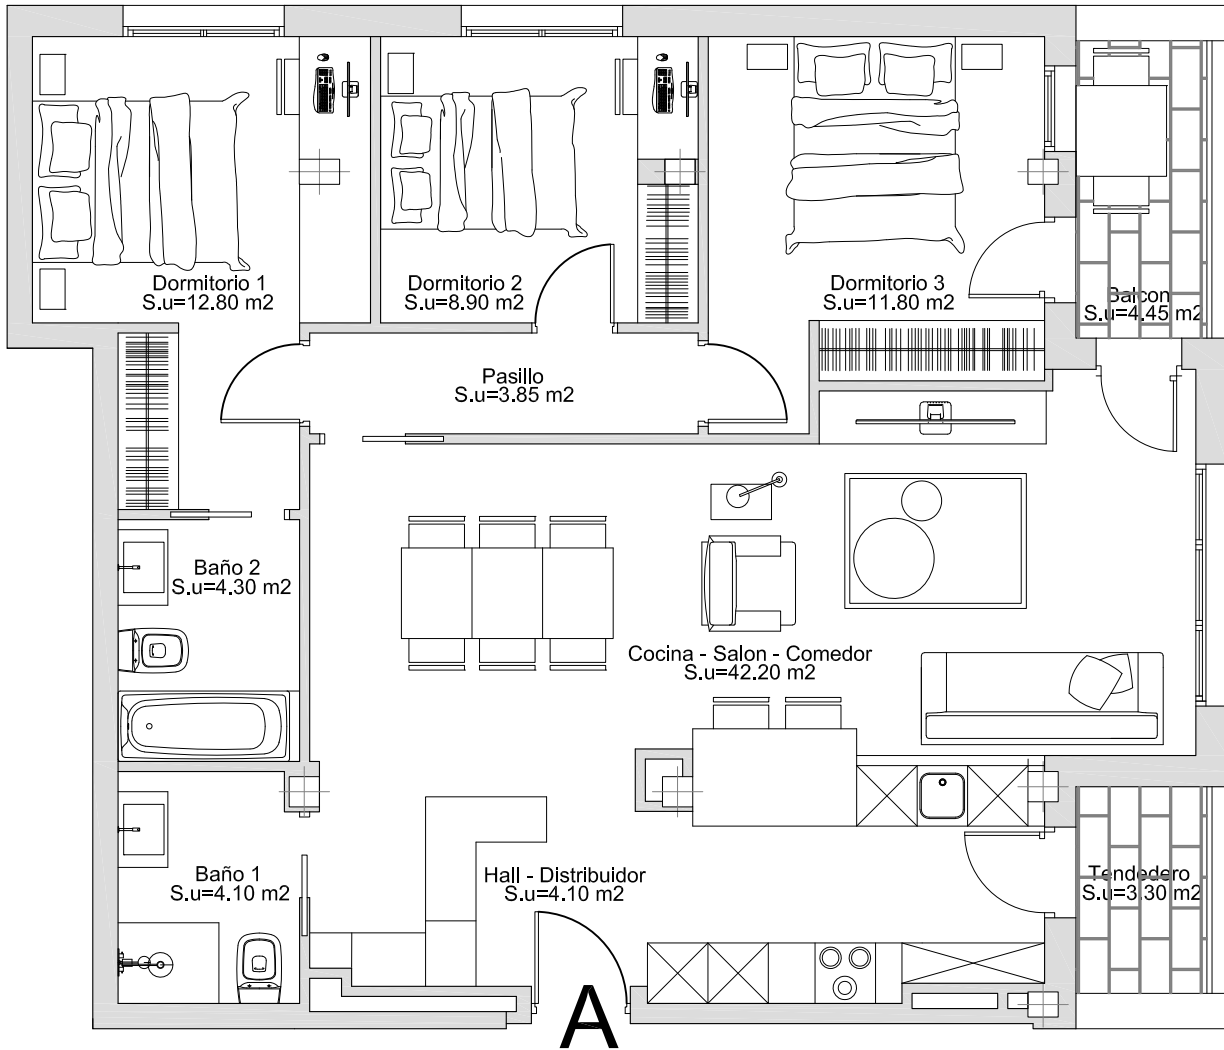 Dormitorio 1
S.u=12.80 m2
Dormitorio 2
S.u=8.90 m2
Dormitorio 3
S.u=11.80 m2
Balcon
S.u=4.45 m2
Pasillo
S.u=3.85 m2
Baño 2
S.u=4.30 m2
Cocina - Salon - Comedor
S.u=42.20 m2
Baño 1
S.u=4.10 m2
Hall - Distribuidor
S.u=4.10 m2
Tendedero
S.u=3.30 m2
A